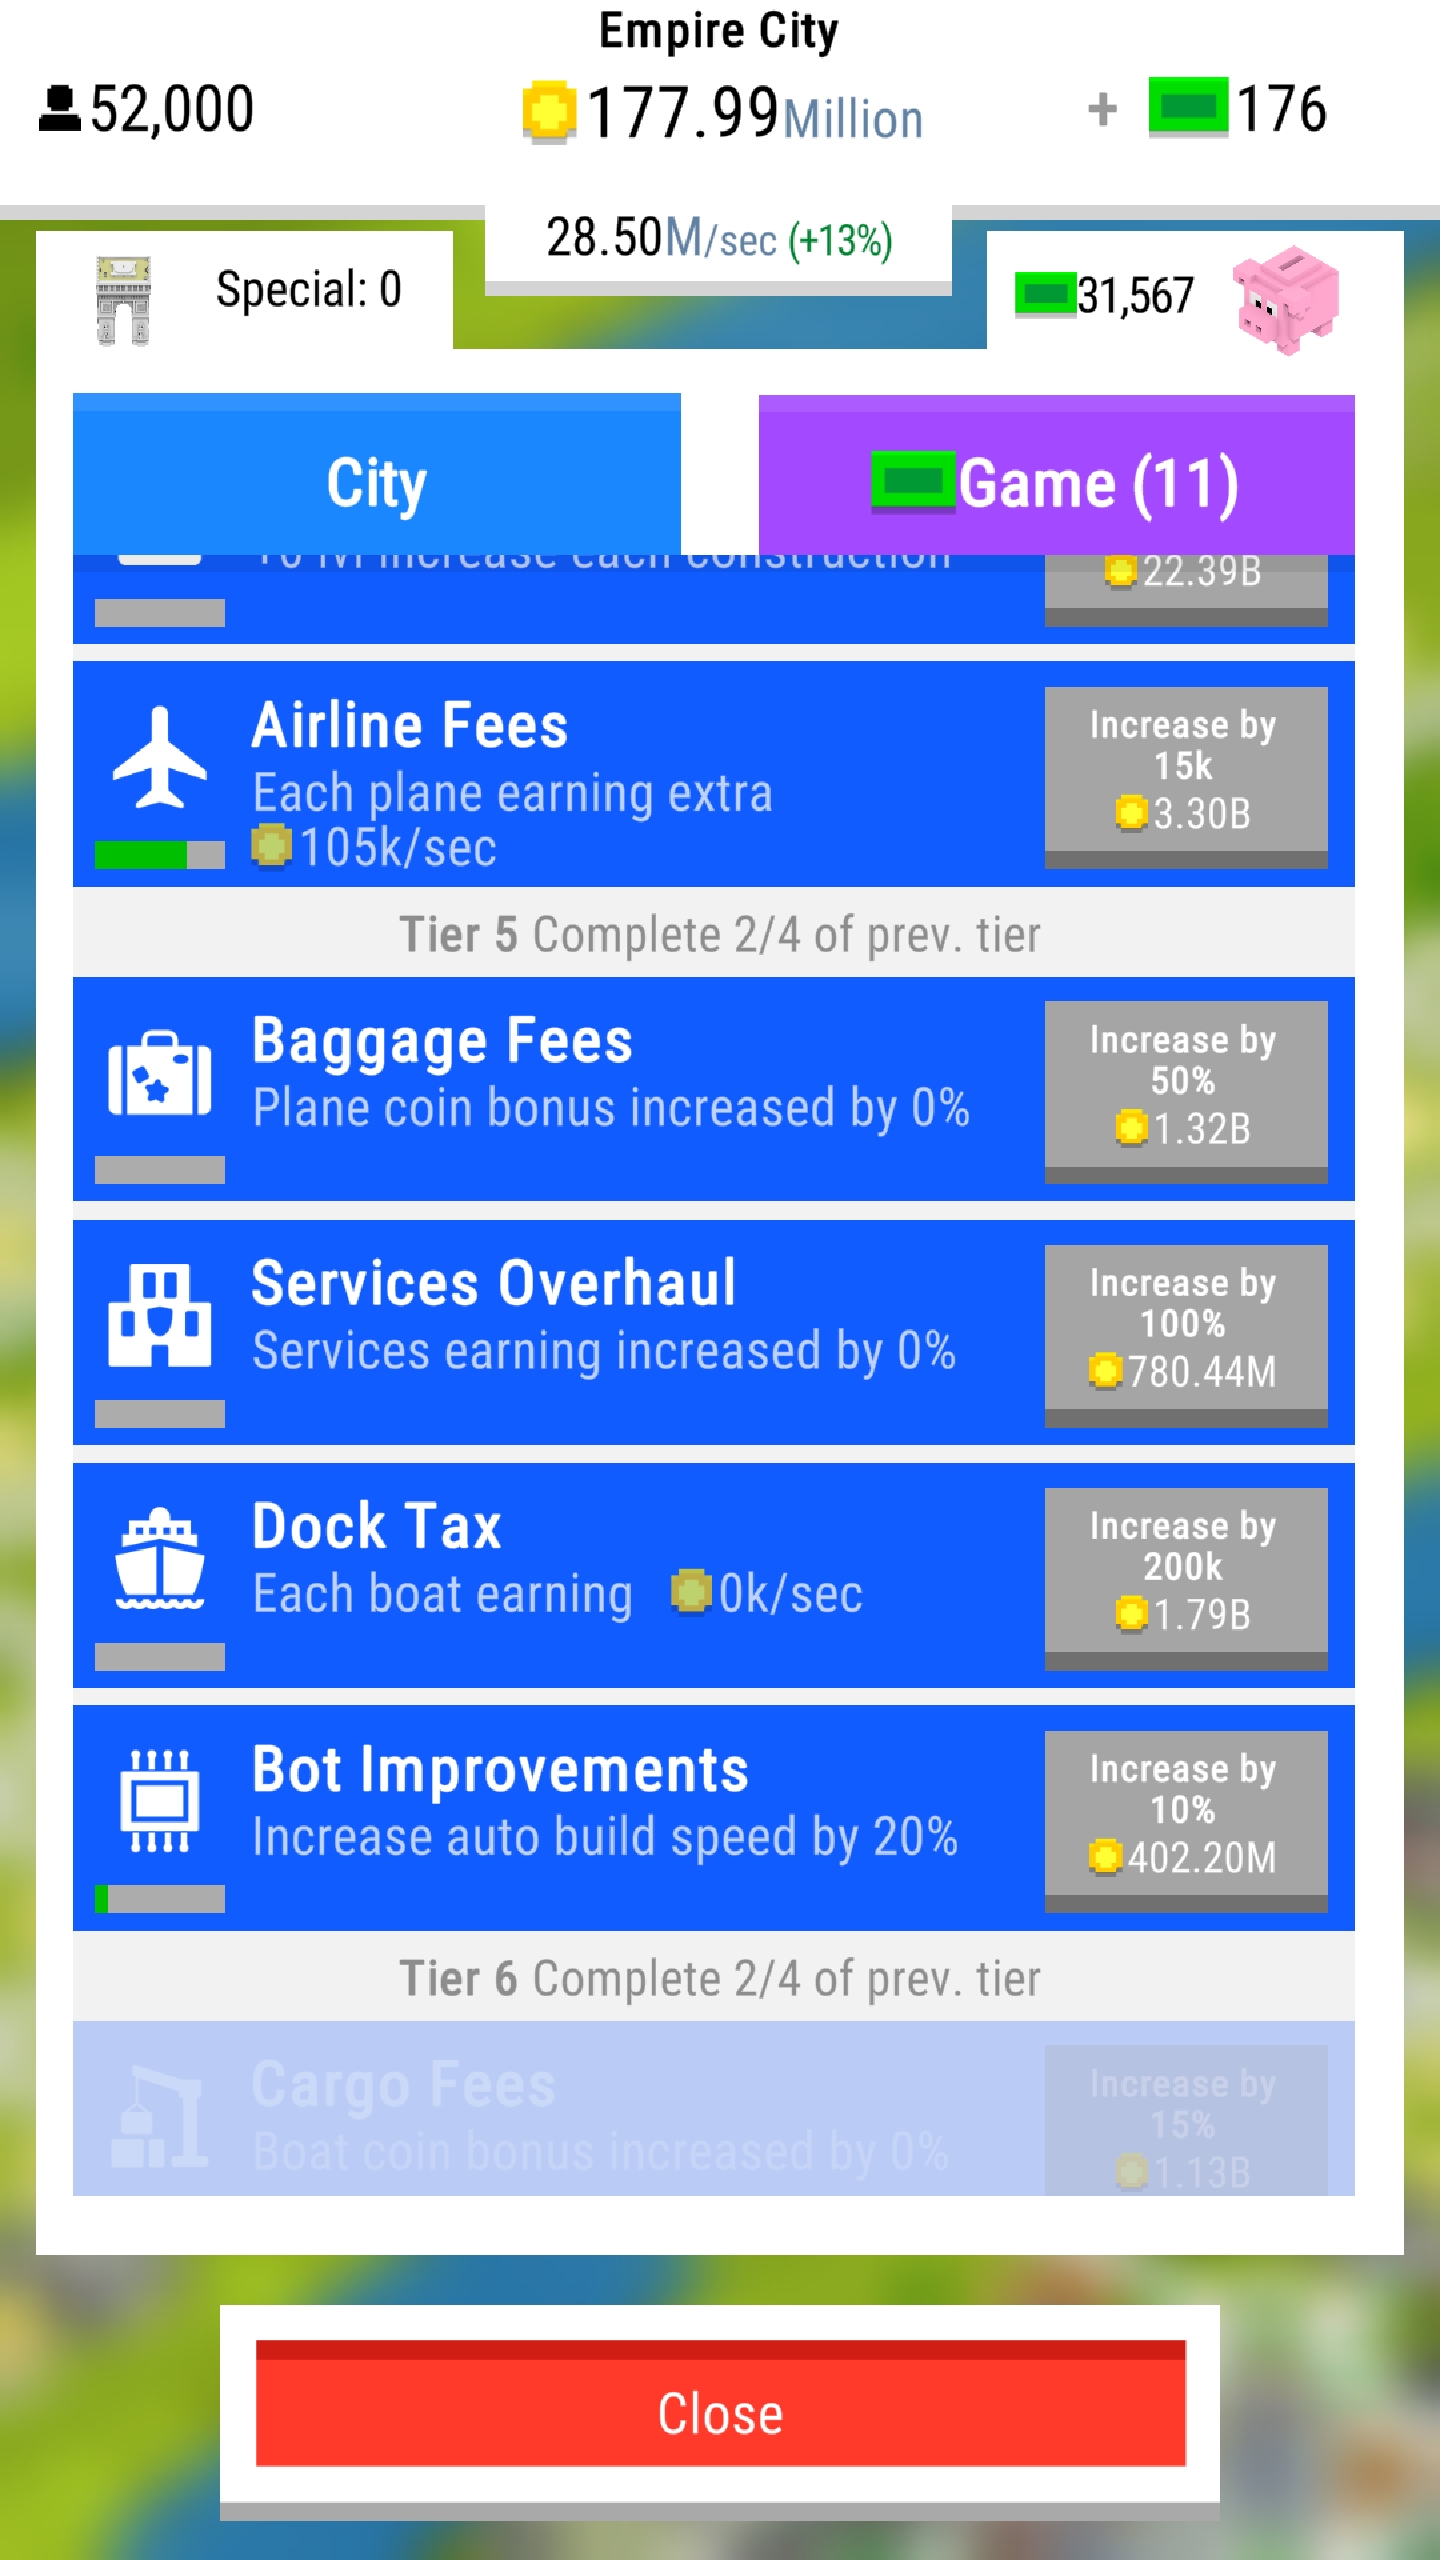 Empire City
52,000
177.99Million
+ 176
28.50M/sec (+13%)
Special: 0
31,567
City
Game (11)
10 lvl increase each construction
22.39B
Airline Fees
Each plane earning extra
105k/sec
Increase by
15k
3.30B
Tier 5 Complete 2/4 of prev. tier
Baggage Fees
Plane coin bonus increased by 0%
Increase by
50%
1.32B
Services Overhaul
Services earning increased by 0%
Increase by
100%
780.44M
Dock Tax
Each boat earning 0k/sec
Increase by
200k
1.79B
Bot Improvements
Increase auto build speed by 20%
Increase by
10%
402.20M
Tier 6 Complete 2/4 of prev. tier
Cargo Fees
Boat coin bonus increased by 0%
Increase by
15%
1.13B
Close